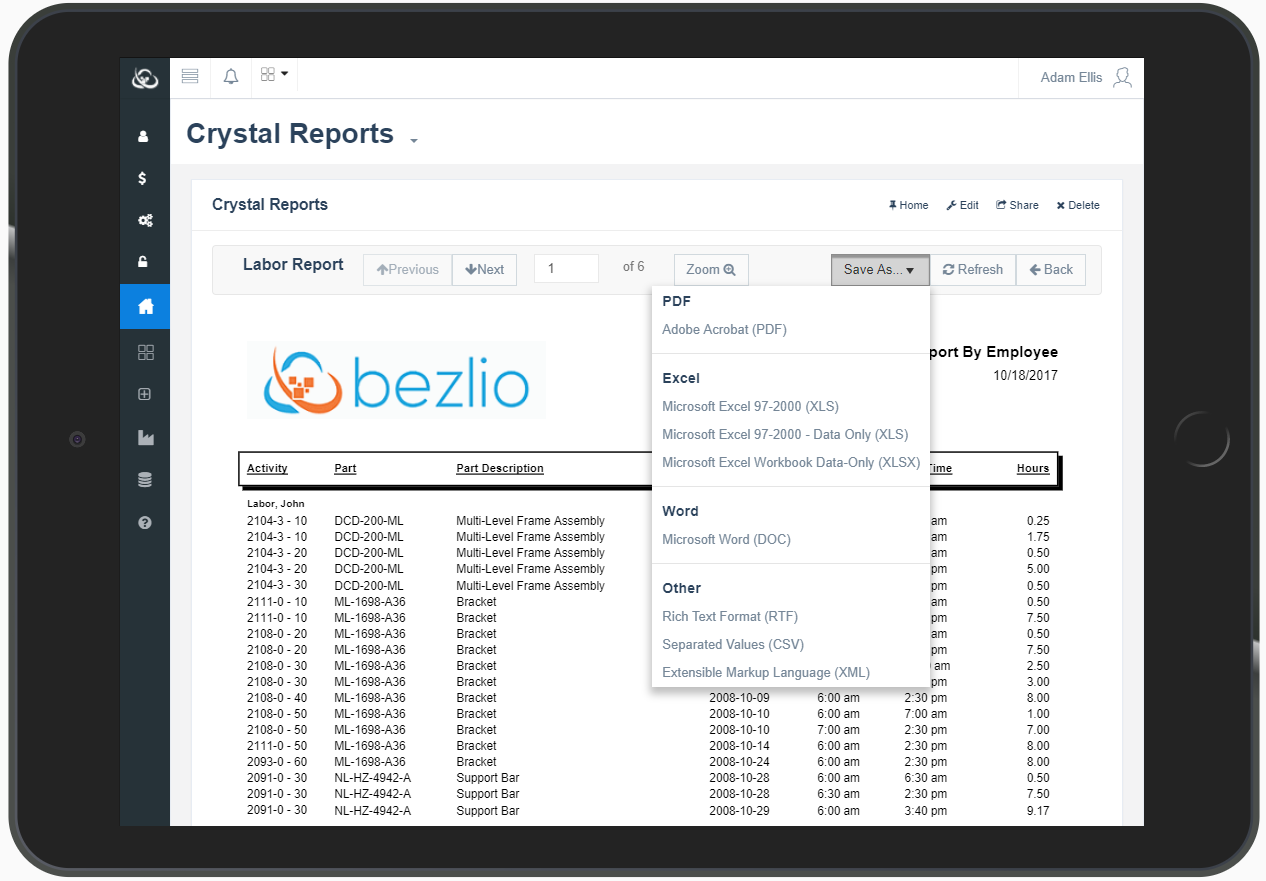 Adam Ellis
Crystal Reports
Crystal Reports
Home Edit Share Delete
Labor Report Previous Next 1 of 6 Zoom Save As... Refresh Back
PDF
Adobe Acrobat (PDF)
Excel
Microsoft Excel 97-2000 (XLS)
Microsoft Excel 97-2000 - Data Only (XLS)
Microsoft Excel Workbook Data-Only (XLSX)
Word
Microsoft Word (DOC)
Other
Rich Text Format (RTF)
Separated Values (CSV)
Extensible Markup Language (XML)
bezlio
port By Employee
10/18/2017
Activity Part Part Description Time Hours
Labor, John
2104-3 - 10 DCD-200-ML Multi-Level Frame Assembly am 0.25
2104-3 - 10 DCD-200-ML Multi-Level Frame Assembly am 1.75
2104-3 - 20 DCD-200-ML Multi-Level Frame Assembly am 0.50
2104-3 - 20 DCD-200-ML Multi-Level Frame Assembly pm 5.00
2104-3 - 30 DCD-200-ML Multi-Level Frame Assembly pm 0.50
2111-0 - 10 ML-1698-A36 Bracket am 0.50
2111-0 - 10 ML-1698-A36 Bracket pm 7.50
2108-0 - 20 ML-1698-A36 Bracket am 0.50
2108-0 - 20 ML-1698-A36 Bracket pm 7.50
2108-0 - 30 ML-1698-A36 Bracket am 2.50
2108-0 - 30 ML-1698-A36 Bracket pm 3.00
2108-0 - 40 ML-1698-A36 Bracket 2008-10-09 6:00 am 2:30 pm 8.00
2108-0 - 50 ML-1698-A36 Bracket 2008-10-10 6:00 am 7:00 am 1.00
2108-0 - 50 ML-1698-A36 Bracket 2008-10-10 7:00 am 2:30 pm 7.00
2111-0 - 50 ML-1698-A36 Bracket 2008-10-14 6:00 am 2:30 pm 8.00
2093-0 - 60 ML-1698-A36 Bracket 2008-10-24 6:00 am 2:30 pm 8.00
2091-0 - 30 NL-HZ-4942-A Support Bar 2008-10-28 6:00 am 6:30 am 0.50
2091-0 - 30 NL-HZ-4942-A Support Bar 2008-10-28 6:30 am 2:30 pm 7.50
2091-0 - 30 NL-HZ-4942-A Support Bar 2008-10-29 6:00 am 3:40 pm 9.17